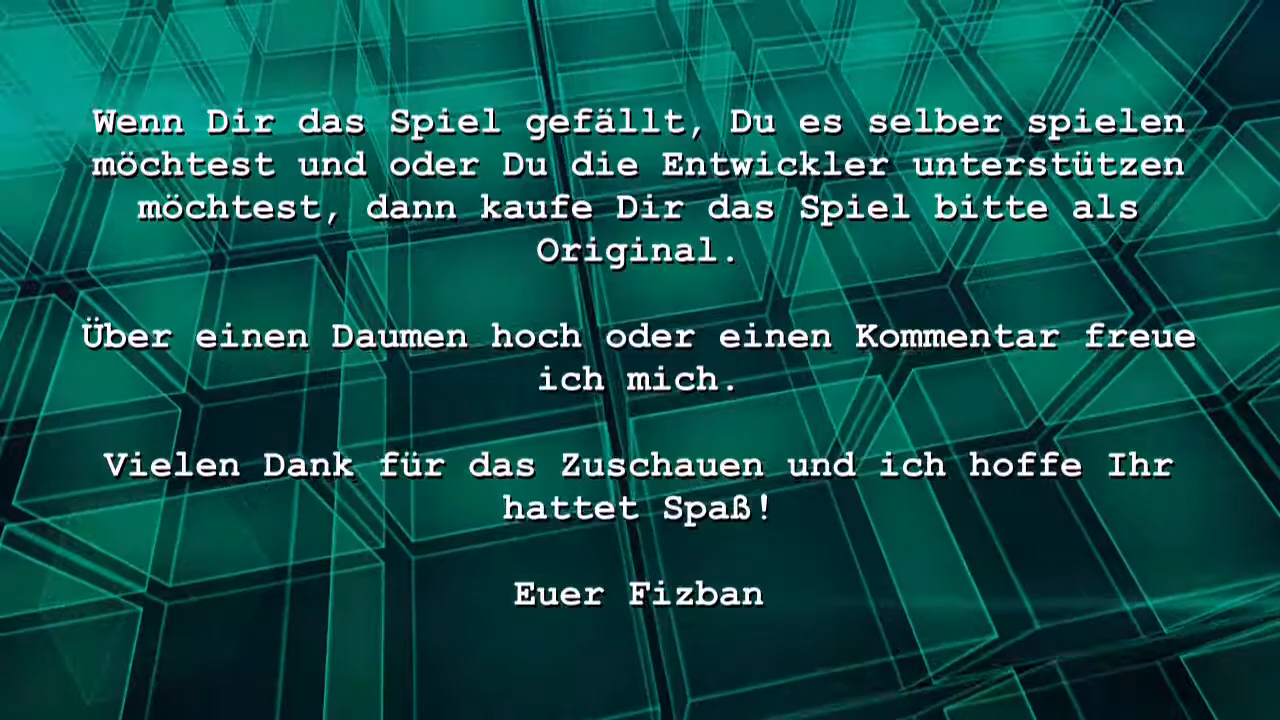 Wenn Dir das Spiel gefällt, Du es selber spielen
möchtest und oder Du die Entwickler unterstützen
möchtest, dann kaufe Dir das Spiel bitte als
Original.
Über einen Daumen hoch oder einen Kommentar freue
ich mich.
Vielen Dank für das Zuschauen und ich hoffe Ihr
hattet Spaß!
Euer Fizban